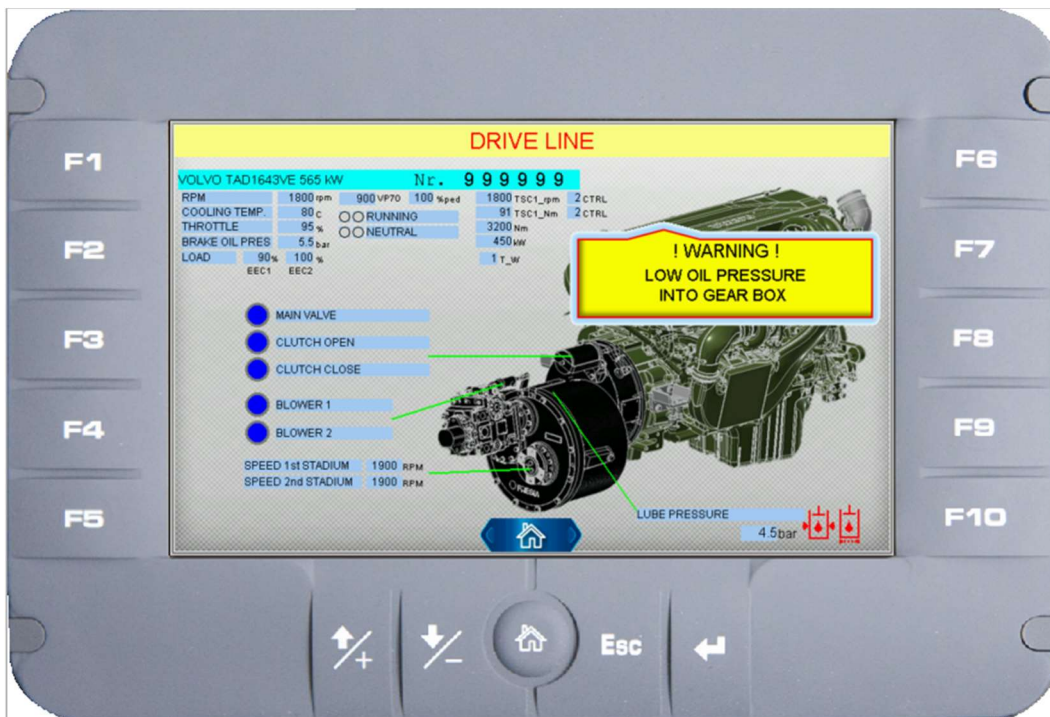 DRIVE LINE
VOLVO TAD1643VE 565 kW Nr. 999999
RPM 1800 rpm 900 VP70 100 %ped 1800 TSC1_rpm 2 CTRL
COOLING TEMP. 80 C RUNNING 91 TSC1_Nm 2 CTRL
THROTTLE 95 % NEUTRAL 3200 Nm
BRAKE OIL PRES 5.5 bar 450 kW
LOAD 90% 100 % 1 T_W
EEC1 EEC2
! WARNING !
LOW OIL PRESSURE
INTO GEAR BOX
MAIN VALVE
CLUTCH OPEN
CLUTCH CLOSE
BLOWER 1
BLOWER 2
SPEED 1st STADIUM 1900 RPM
SPEED 2nd STADIUM 1900 RPM
LUBE PRESSURE
4.5bar
F1
F2
F3
F4
F5
F6
F7
F8
F9
F10
+
−
Esc